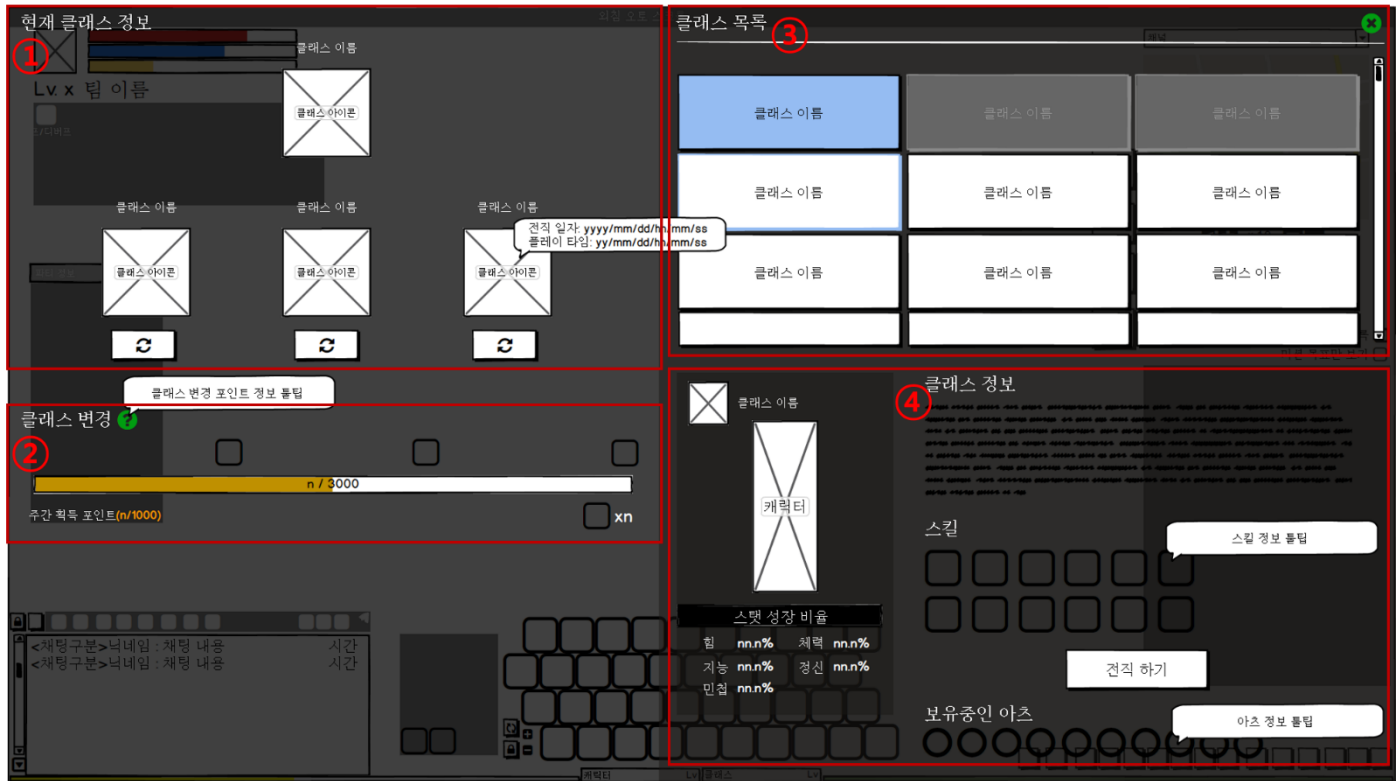 현재 클래스 정보
①
클래스 이름
클래스 아이콘
Lv. x 팀 이름
클래스 이름 클래스 이름 클래스 이름
전직 일자: yyyy/mm/dd/hh/mm/ss
플레이 타임: yy/mm/dd/hh/mm/ss
클래스 아이콘 클래스 아이콘 클래스 아이콘
클래스 변경 포인트 정보 툴팁
클래스 변경 ?
②
n / 3000
주간 획득 포인트(n/1000)
xn
<채팅구분>닉네임 : 채팅 내용 시간
<채팅구분>닉네임 : 채팅 내용 시간
클래스 목록
③
채널
클래스 이름 클래스 이름 클래스 이름
클래스 이름 클래스 이름 클래스 이름
클래스 이름 클래스 이름 클래스 이름
클래스 이름
캐릭터
스탯 성장 비율
힘 nn.n% 체력 nn.n%
지능 nn.n% 정신 nn.n%
민첩 nn.n%
④
클래스 정보
스킬
스킬 정보 툴팁
전직 하기
보유중인 아츠
아츠 정보 툴팁
캐릭터 Lv 클래스 Lv